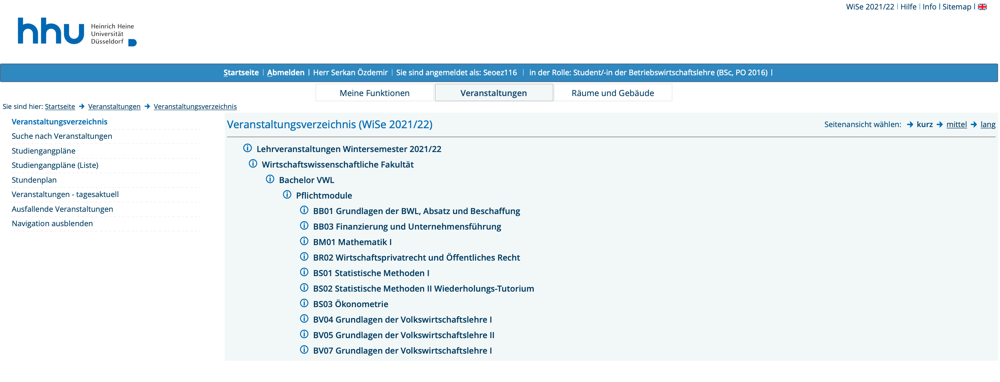 WiSe 2021/22 | Hilfe | Info | Sitemap |
hhu Heinrich Heine
Universität
Düsseldorf
Startseite | Abmelden | Herr Serkan Özdemir | Sie sind angemeldet als: Seoez116 | in der Rolle: Student/-in der Betriebswirtschaftslehre (BSc, PO 2016) |
Meine Funktionen Veranstaltungen Räume und Gebäude
Sie sind hier: Startseite → Veranstaltungen → Veranstaltungsverzeichnis
Veranstaltungsverzeichnis
Suche nach Veranstaltungen
Studiengangpläne
Studiengangpläne (Liste)
Stundenplan
Veranstaltungen - tagesaktuell
Ausfallende Veranstaltungen
Navigation ausblenden
Veranstaltungsverzeichnis (WiSe 2021/22) Seitenansicht wählen: → kurz → mittel → lang
Lehrveranstaltungen Wintersemester 2021/22
Wirtschaftswissenschaftliche Fakultät
Bachelor VWL
Pflichtmodule
BB01 Grundlagen der BWL, Absatz und Beschaffung
BB03 Finanzierung und Unternehmensführung
BM01 Mathematik I
BR02 Wirtschaftsprivatrecht und Öffentliches Recht
BS01 Statistische Methoden I
BS02 Statistische Methoden II Wiederholungs-Tutorium
BS03 Ökonometrie
BV04 Grundlagen der Volkswirtschaftslehre I
BV05 Grundlagen der Volkswirtschaftslehre II
BV07 Grundlagen der Volkswirtschaftslehre I